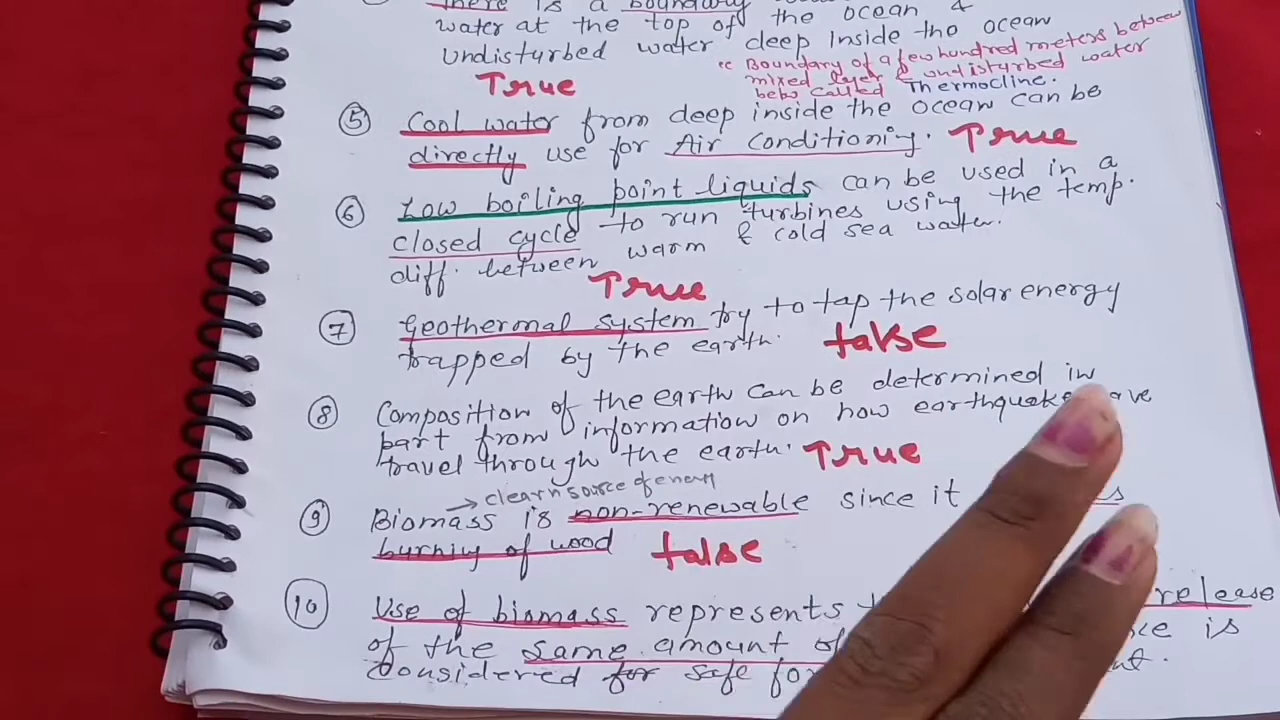 There is a boundary
water at the top of the ocean &
undisturbed water deep inside the ocean
True
Boundary of a few hundred meters between
mixed layer & undisturbed water
called Thermocline.
5 Cool water from deep inside the ocean can be
directly use for Air Conditioning. True
6 Low boiling point liquids can be used in a
closed cycle to run turbines using the temp.
diff. between warm & cold sea water.
True
7 Geothermal system try to tap the solar energy
trapped by the earth. false
8 Composition of the earth can be determined in
part from information on how earthquake
travel through the earth. True
→ clearn source of energy
9 Biomass is non-renewable since it
burning of wood false
10 Use of biomass represents release
of the same amount of is
Considered for safe